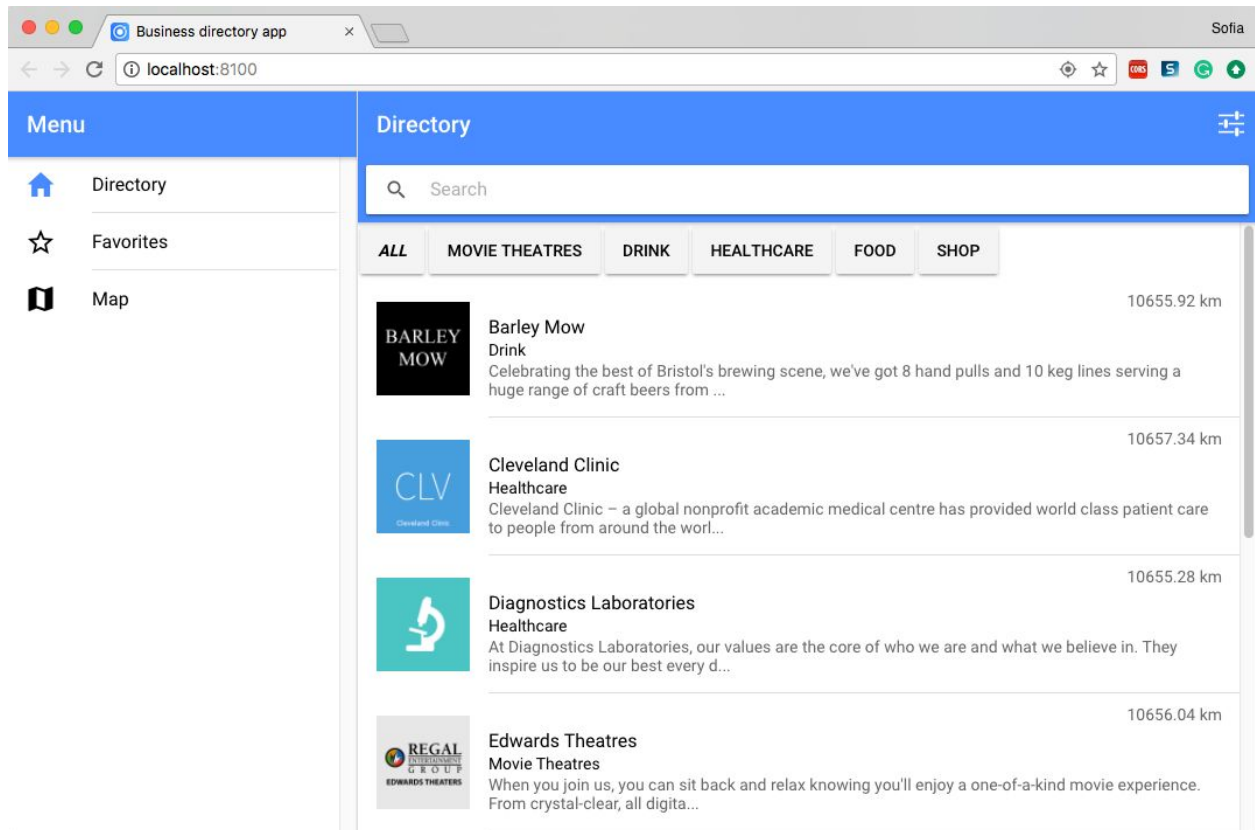 Business directory app
Sofia
localhost:8100
CORS
Menu
Directory
Favorites
Map
Directory
Search
ALL
MOVIE THEATRES
DRINK
HEALTHCARE
FOOD
SHOP
10655.92 km
BARLEY
MOW
Barley Mow
Drink
Celebrating the best of Bristol's brewing scene, we've got 8 hand pulls and 10 keg lines serving a
huge range of craft beers from ...
10657.34 km
CLV
Cleveland Clinic
Cleveland Clinic
Healthcare
Cleveland Clinic – a global nonprofit academic medical centre has provided world class patient care
to people from around the worl...
10655.28 km
Diagnostics Laboratories
Healthcare
At Diagnostics Laboratories, our values are the core of who we are and what we believe in. They
inspire us to be our best every d...
10656.04 km
REGAL
ENTERTAINMENT
GROUP
EDWARDS THEATERS
Edwards Theatres
Movie Theatres
When you join us, you can sit back and relax knowing you'll enjoy a one-of-a-kind movie experience.
From crystal-clear, all digita...